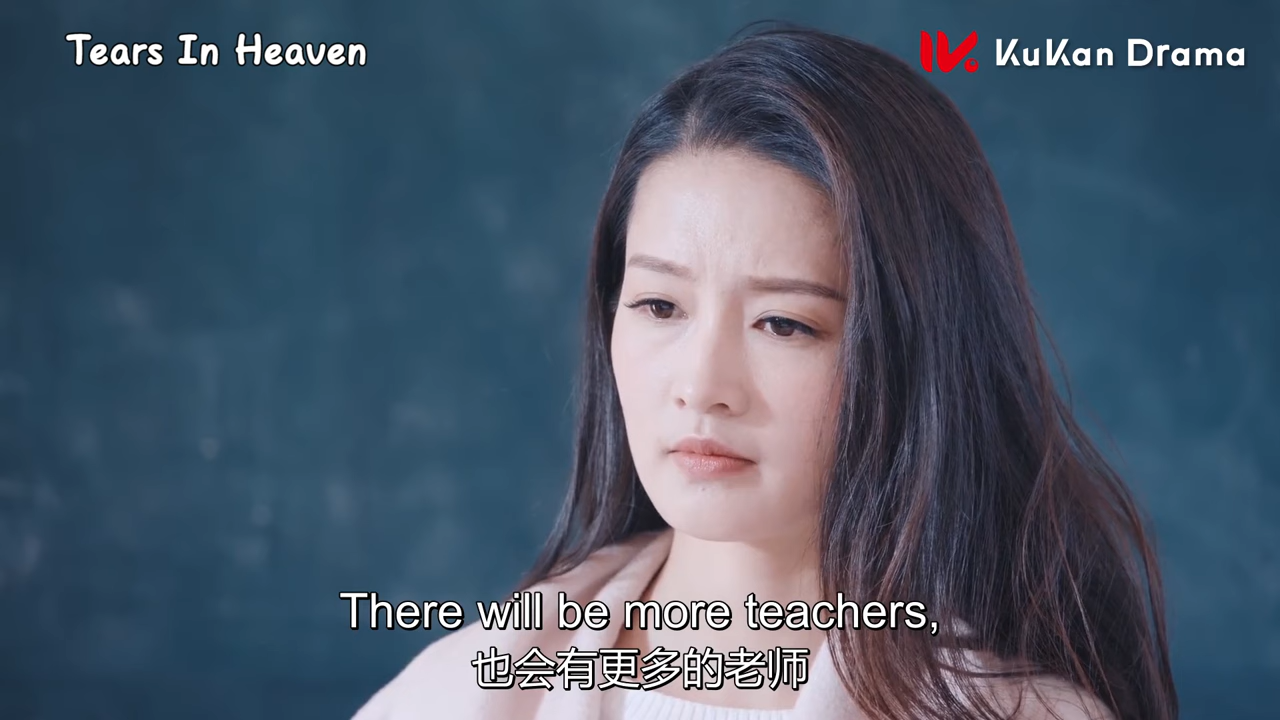 Tears In Heaven
KuKan Drama
There will be more teachers,
也会有更多的老师